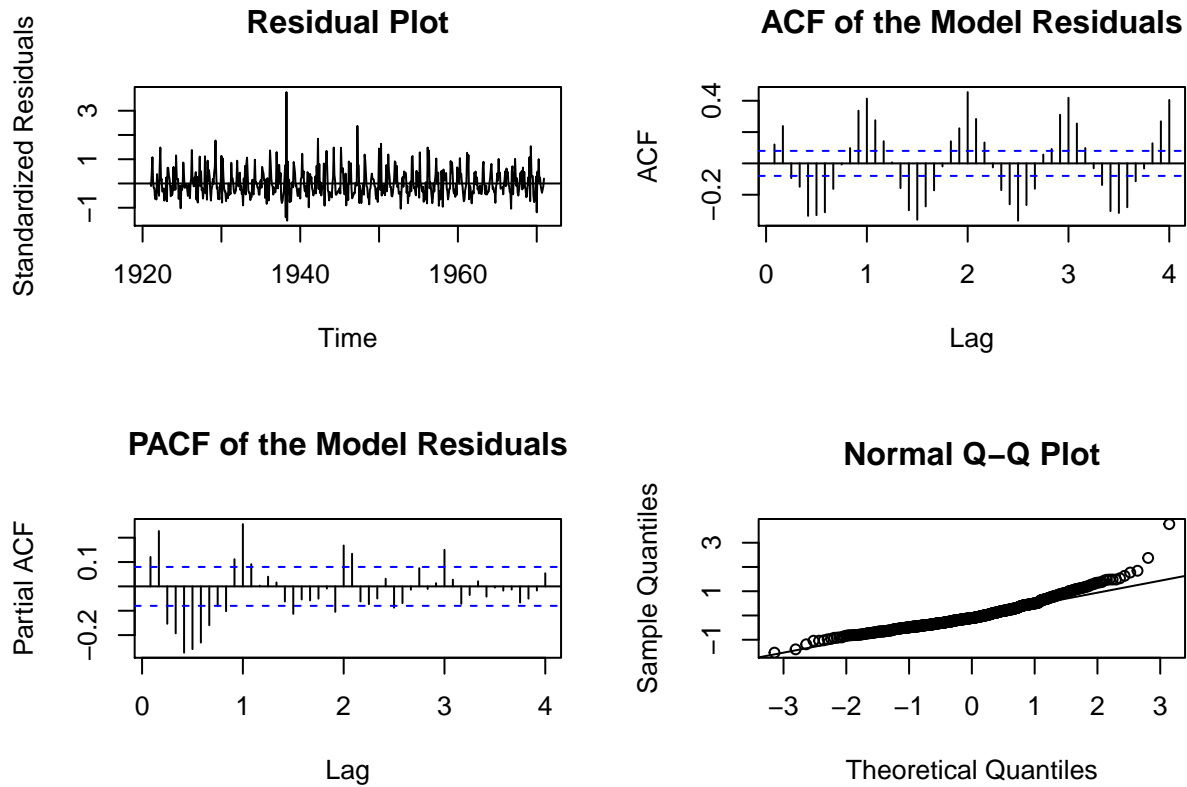 Residual Plot
Standardized Residuals
3
1
−1
1920 1940 1960
Time
ACF of the Model Residuals
ACF
0.4
−0.2
0 1 2 3 4
Lag
PACF of the Model Residuals
Partial ACF
0.1
−0.2
0 1 2 3 4
Lag
Normal Q−Q Plot
Sample Quantiles
3
1
−1
−3 −2 −1 0 1 2 3
Theoretical Quantiles